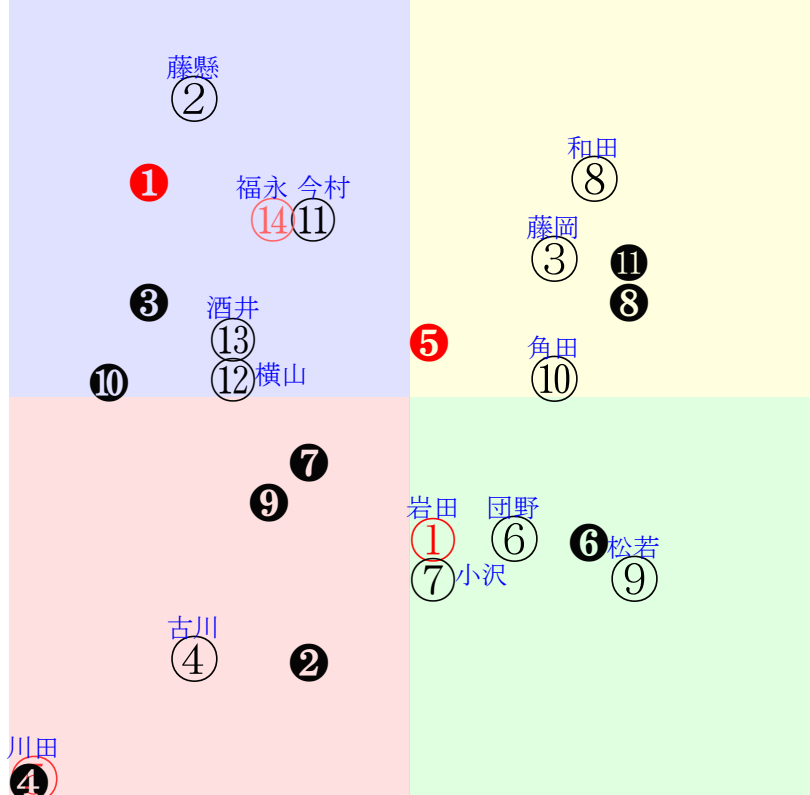 藤懸
②
和田
❶
⑧
福永 今村
⑭⑪
藤岡
③
⓫
❸
❽
酒井
⑬
❺
角田
⑩
❿
⑫横山
❼
❾
岩田 団野
①
⑥
❻
松若
⑦小沢
⑨
古川
④
❷
川田
❹